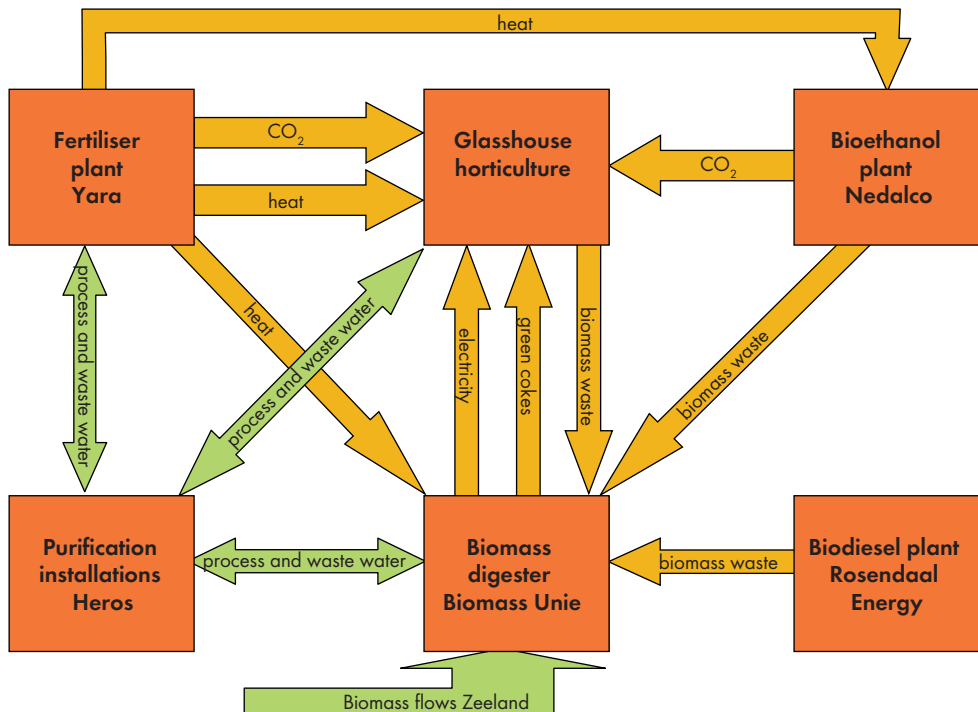 heat
Fertiliser
plant
Yara
CO₂
heat
Glasshouse
horticulture
CO₂
Bioethanol
plant
Nedalco
process and waste water
heat
process and waste water
electricity
green cokes
biomass waste
biomass waste
Purification
installations
Heros
process and waste water
Biomass
digester
Biomass Unie
biomass waste
Biodiesel plant
Rosendaal
Energy
Biomass flows Zeeland